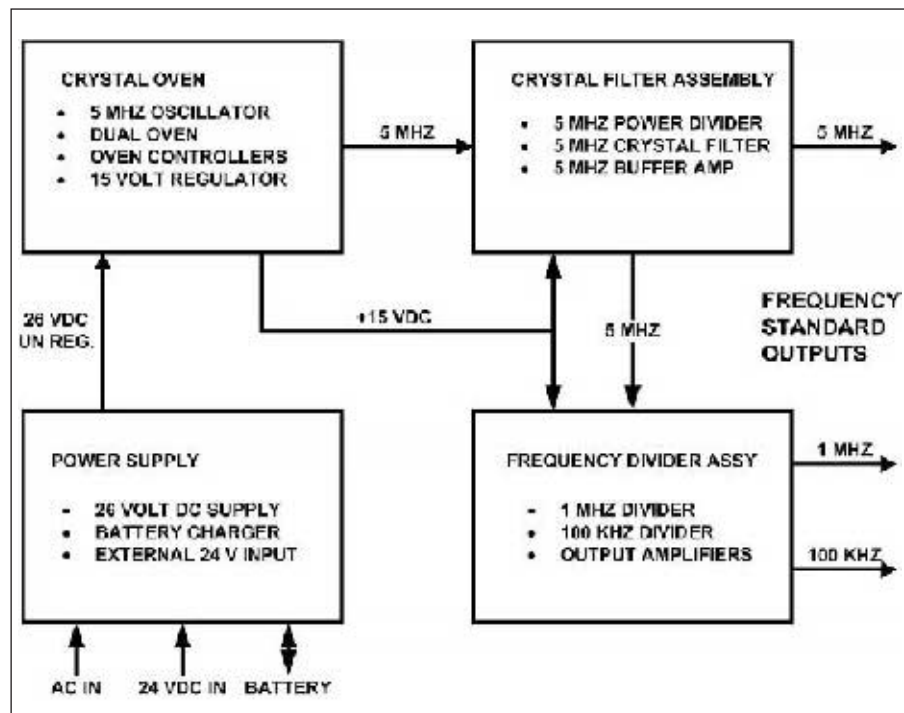 CRYSTAL OVEN
• 5 MHZ OSCILLATOR
• DUAL OVEN
• OVEN CONTROLLERS
• 15 VOLT REGULATOR
5 MHZ
CRYSTAL FILTER ASSEMBLY
• 5 MHZ POWER DIVIDER
• 5 MHZ CRYSTAL FILTER
• 5 MHZ BUFFER AMP
5 MHZ
26 VDC
UN REG.
+15 VDC
5 MHZ
FREQUENCY
STANDARD
OUTPUTS
POWER SUPPLY
• 26 VOLT DC SUPPLY
• BATTERY CHARGER
• EXTERNAL 24 V INPUT
FREQUENCY DIVIDER ASSY
• 1 MHZ DIVIDER
• 100 KHZ DIVIDER
• OUTPUT AMPLIFIERS
1 MHZ
100 KHZ
AC IN
24 VDC IN
BATTERY